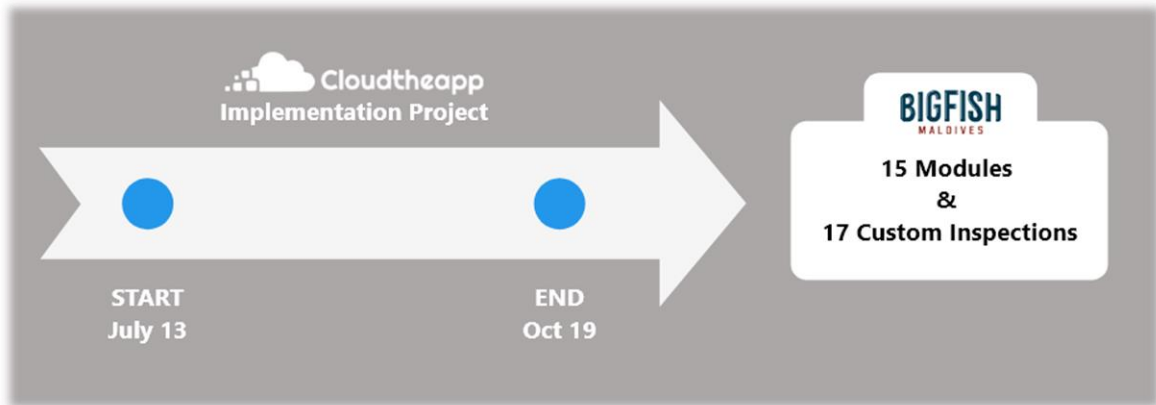 Cloudtheapp
Implementation Project
START
July 13
END
Oct 19
BIGFISH
MALDIVES
15 Modules
&
17 Custom Inspections